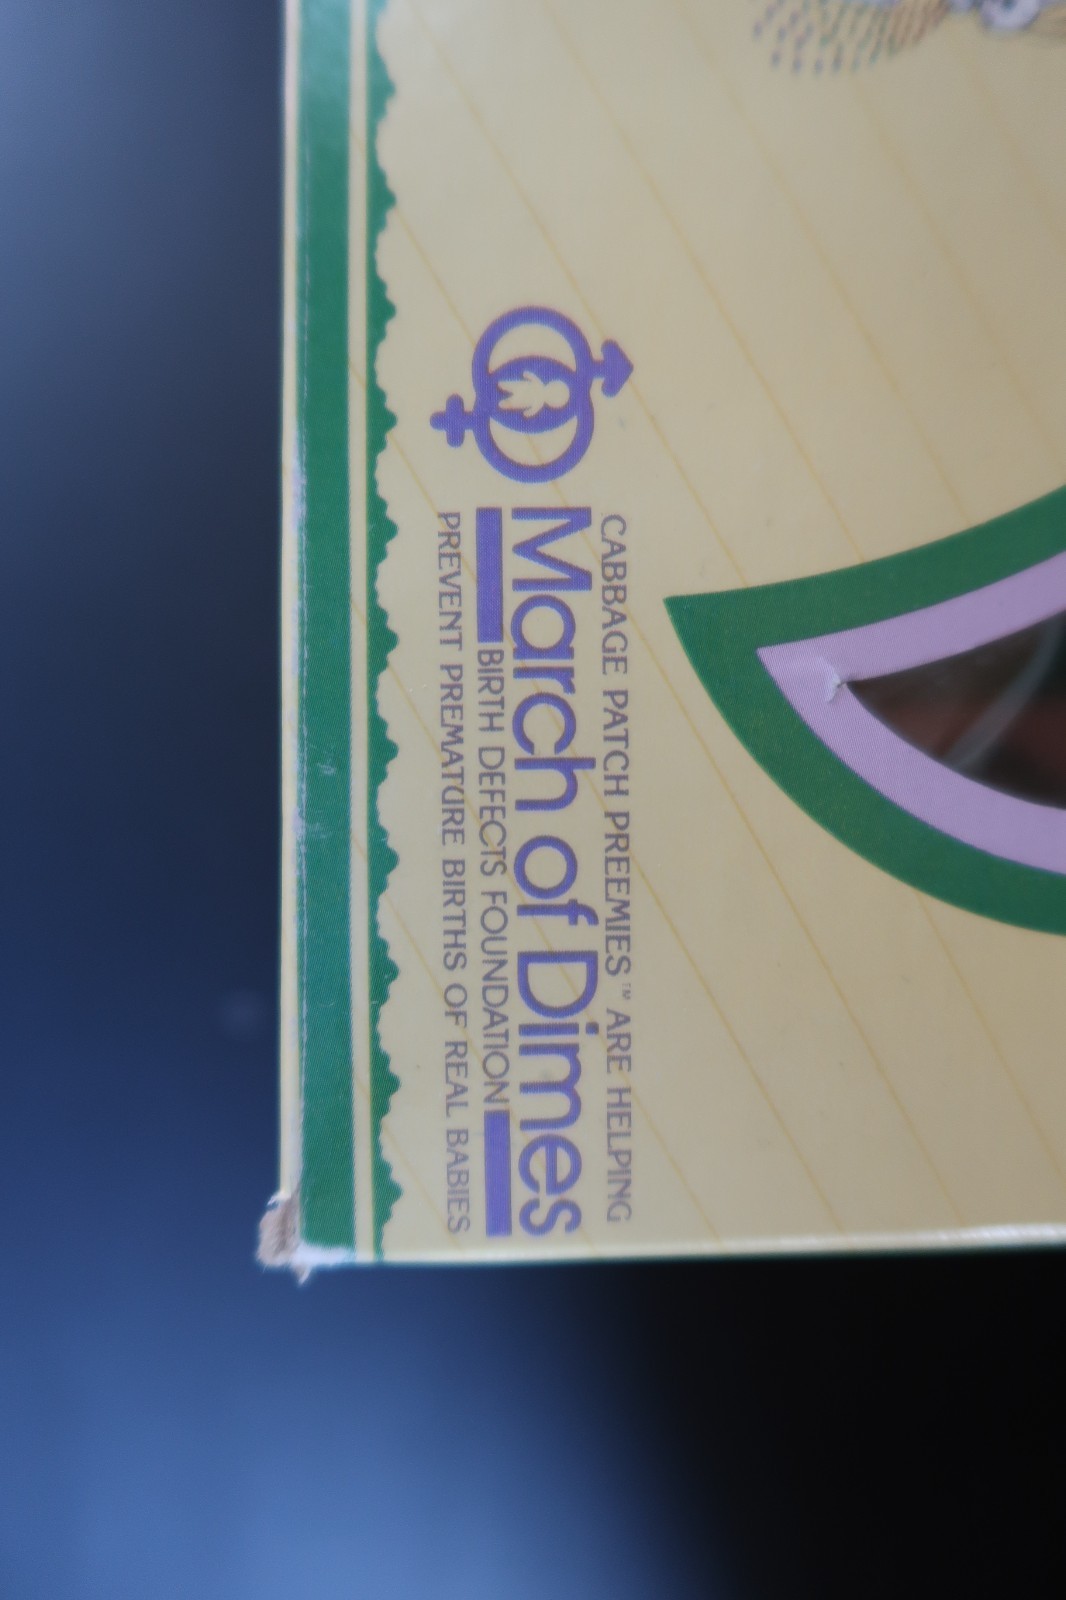 CABBAGE PATCH PREEMIES™ ARE HELPING
March of Dimes
BIRTH DEFECTS FOUNDATION
PREVENT PREMATURE BIRTHS OF REAL BABIES